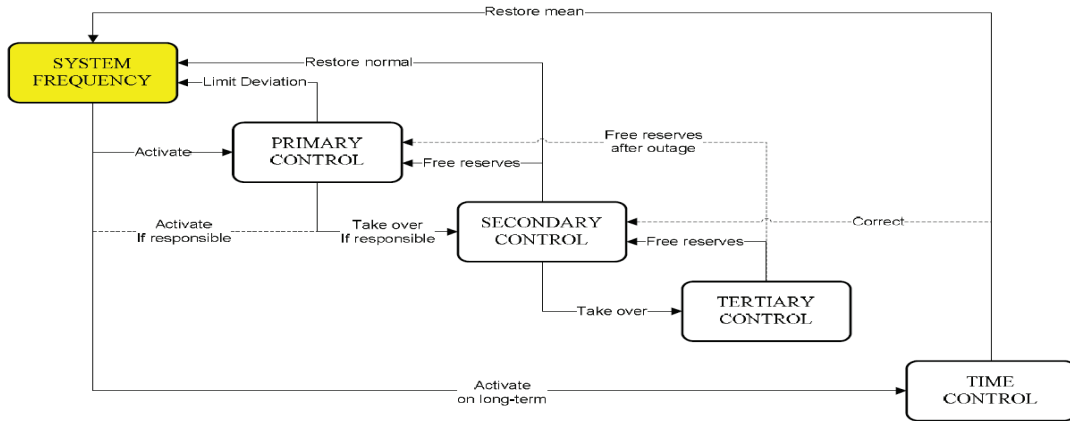 Restore mean
SYSTEM
FREQUENCY
Restore normal
Limit Deviation
PRIMARY
CONTROL
Activate
Free reserves
after outage
Free reserves
Activate
If responsible
Take over
If responsible
SECONDARY
CONTROL
Correct
Free reserves
TERTIARY
CONTROL
Take over
TIME
CONTROL
Activate
on long-term